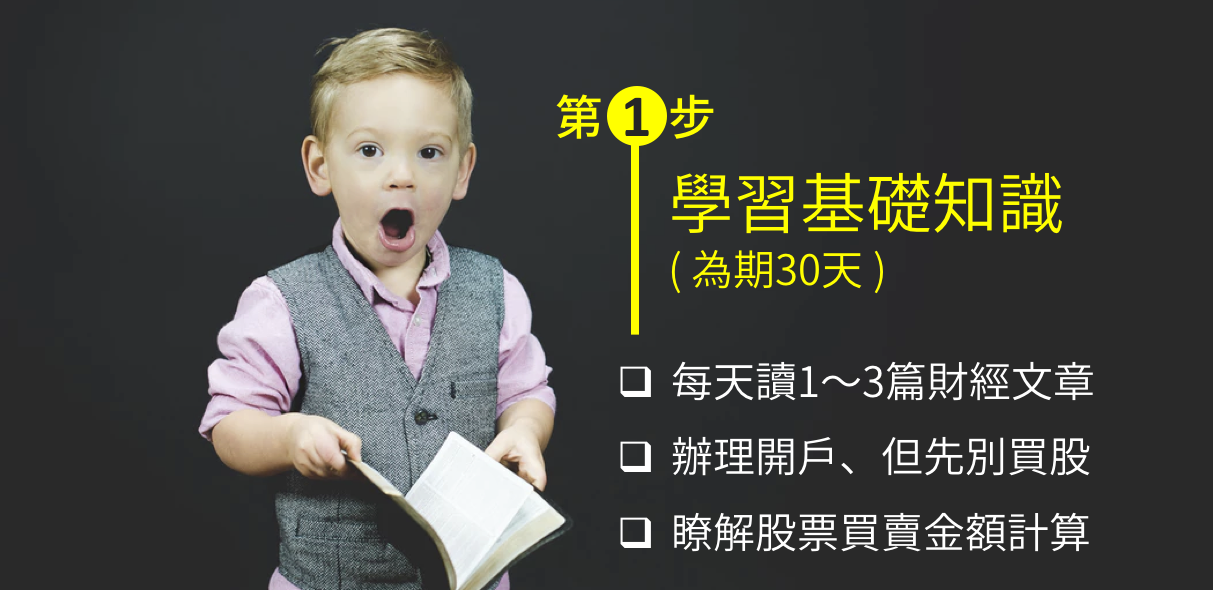 第1步
學習基礎知識
( 為期30天 )
❑ 每天讀1～3篇財經文章
❑ 辦理開戶、但先別買股
❑ 瞭解股票買賣金額計算